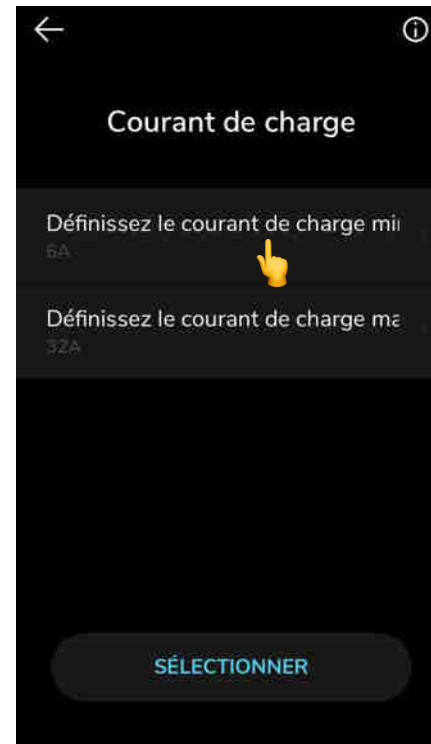 Courant de charge
Définissez le courant de charge mi
6A
Définissez le courant de charge ma
32A
SÉLECTIONNER